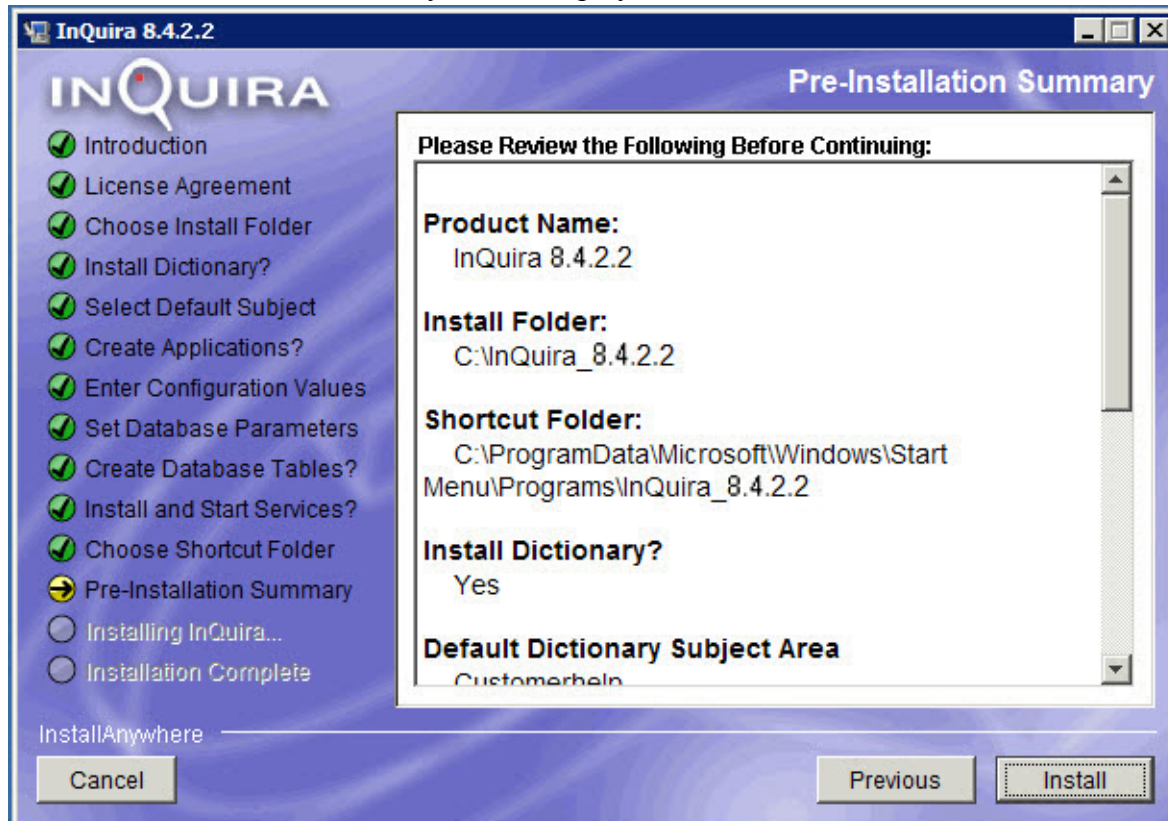 InQuira 8.4.2.2
INQUIRA
Pre-Installation Summary
Introduction
License Agreement
Choose Install Folder
Install Dictionary?
Select Default Subject
Create Applications?
Enter Configuration Values
Set Database Parameters
Create Database Tables?
Install and Start Services?
Choose Shortcut Folder
Pre-Installation Summary
Installing InQuira...
Installation Complete
Please Review the Following Before Continuing:
Product Name:
InQuira 8.4.2.2
Install Folder:
C:\InQuira_8.4.2.2
Shortcut Folder:
C:\ProgramData\Microsoft\Windows\Start
Menu\Programs\InQuira_8.4.2.2
Install Dictionary?
Yes
Default Dictionary Subject Area
Customerhelp
InstallAnywhere
Cancel
Previous
Install